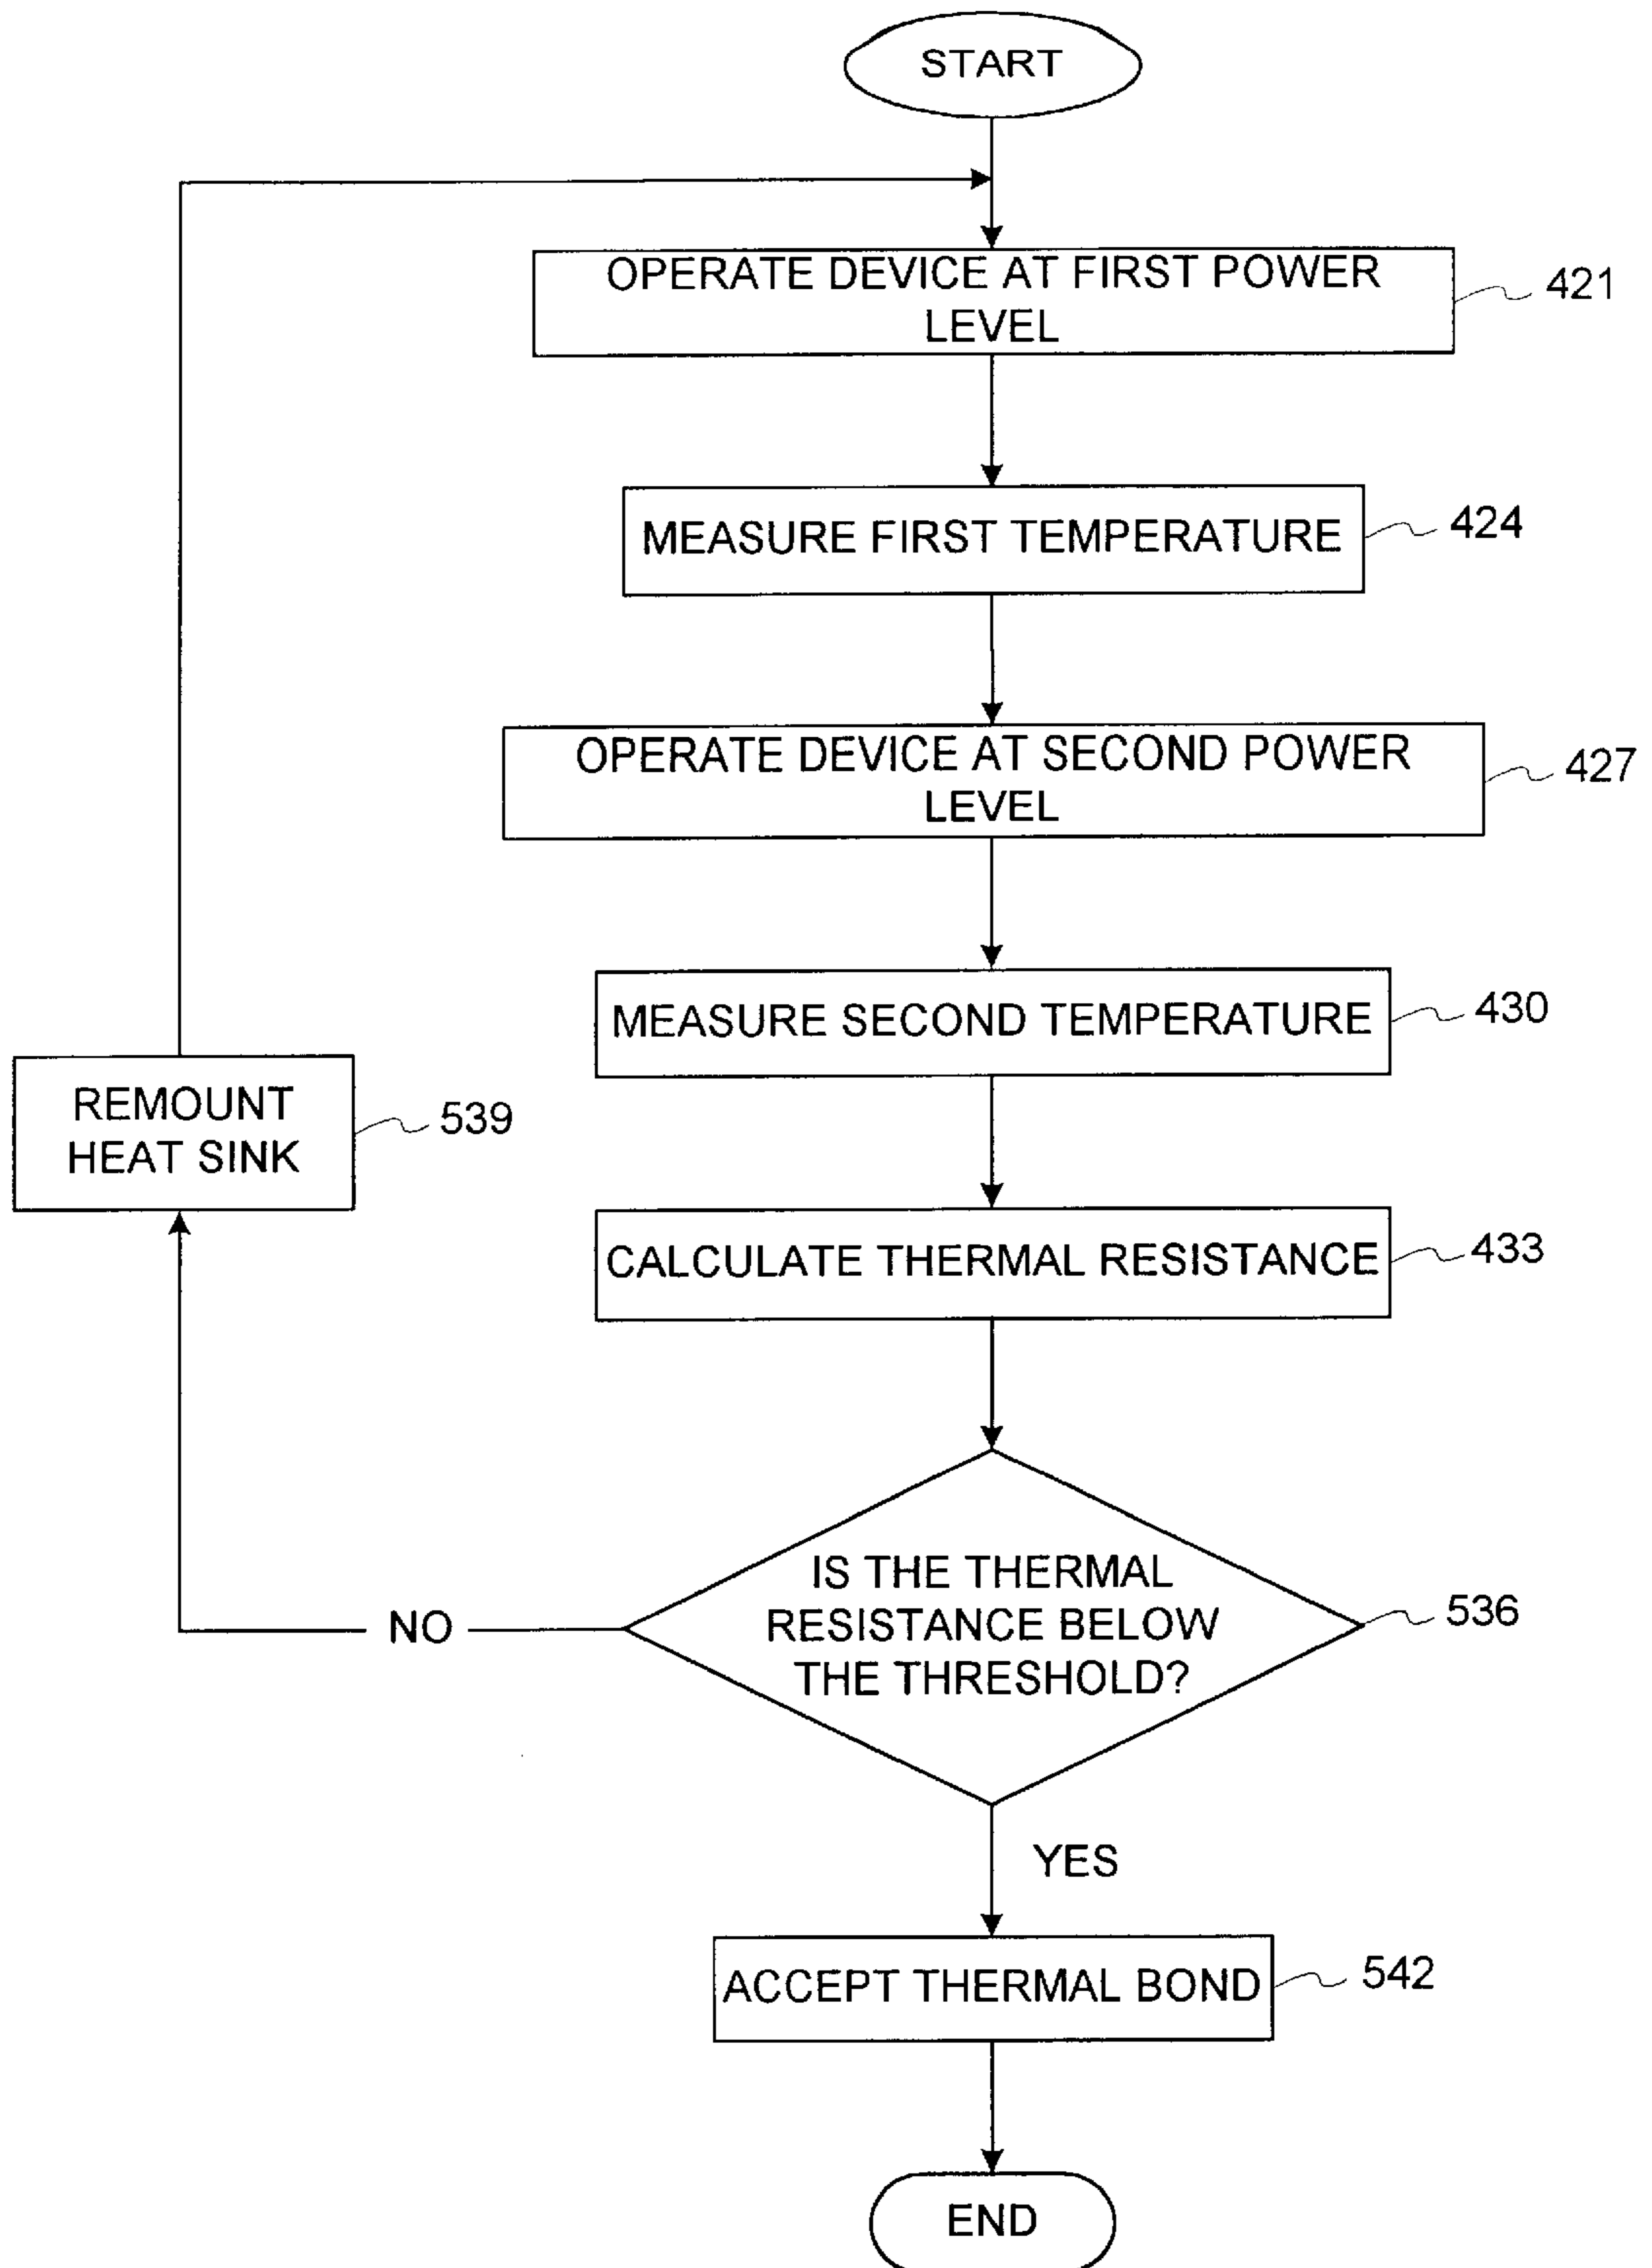 START
OPERATE DEVICE AT FIRST POWER
LEVEL
421
MEASURE FIRST TEMPERATURE
424
OPERATE DEVICE AT SECOND POWER
LEVEL
427
MEASURE SECOND TEMPERATURE
430
REMOUNT
HEAT SINK
539
CALCULATE THERMAL RESISTANCE
433
IS THE THERMAL
RESISTANCE BELOW
THE THRESHOLD?
536
NO
YES
ACCEPT THERMAL BOND
542
END